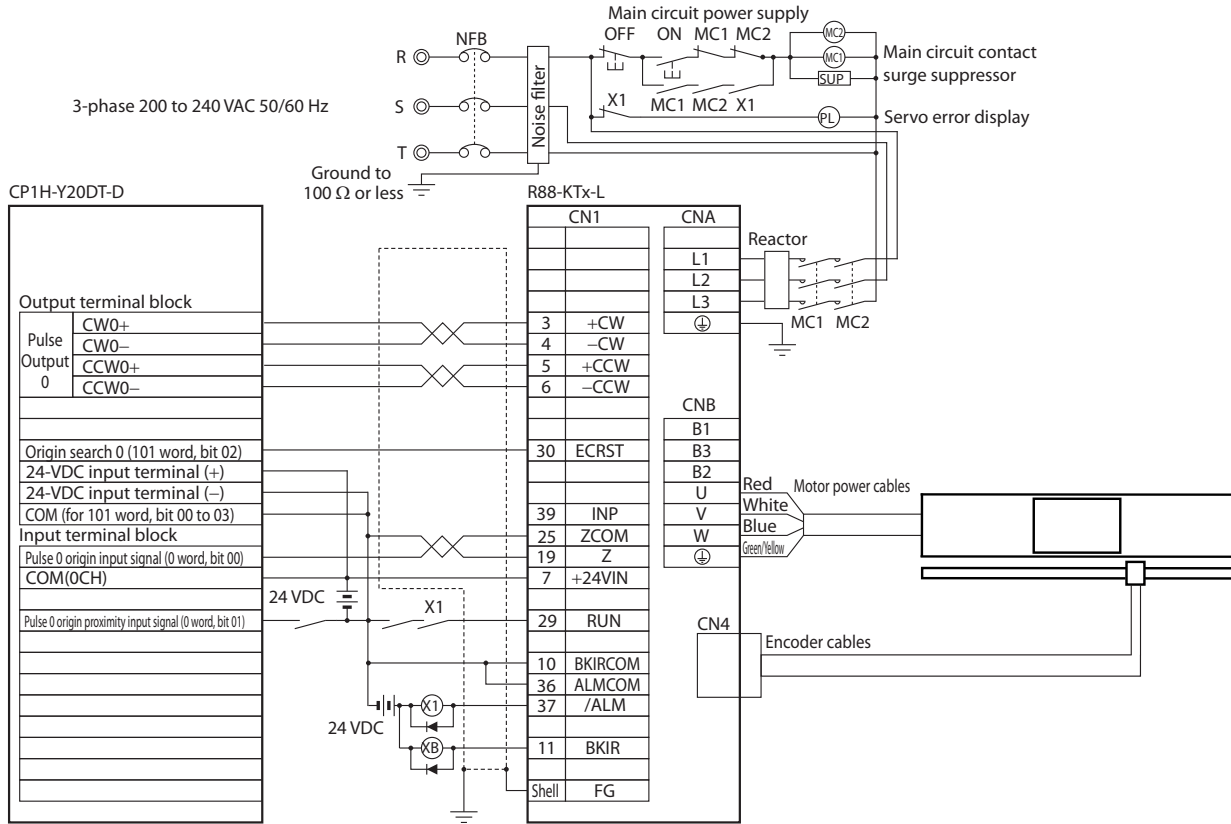 Main circuit power supply
OFF ON MC1 MC2
MC2
NFB
R
MC1
Main circuit contact
surge suppressor
SUP
Noise filter
3-phase 200 to 240 VAC 50/60 Hz
S
X1
MC1 MC2 X1
PL
Servo error display
T
Ground to
100 Ω or less
CP1H-Y20DT-D
R88-KTx-L
CN1
CNA
Reactor
L1
L2
L3
MC1 MC2
Output terminal block
Pulse
Output
0
CW0+
CW0−
CCW0+
CCW0−
3 +CW
4 −CW
5 +CCW
6 −CCW
CNB
B1
B3
B2
U
V
W
Red
White
Blue
Green/Yellow
Motor power cables
Origin search 0 (101 word, bit 02)
30 ECRST
24-VDC input terminal (+)
24-VDC input terminal (−)
COM (for 101 word, bit 00 to 03)
39 INP
Input terminal block
25 ZCOM
Pulse 0 origin input signal (0 word, bit 00)
19 Z
COM(0CH)
7 +24VIN
24 VDC
X1
Pulse 0 origin proximity input signal (0 word, bit 01)
29 RUN
CN4
Encoder cables
10 BKIRCOM
36 ALMCOM
X1
37 /ALM
24 VDC
XB
11 BKIR
Shell FG